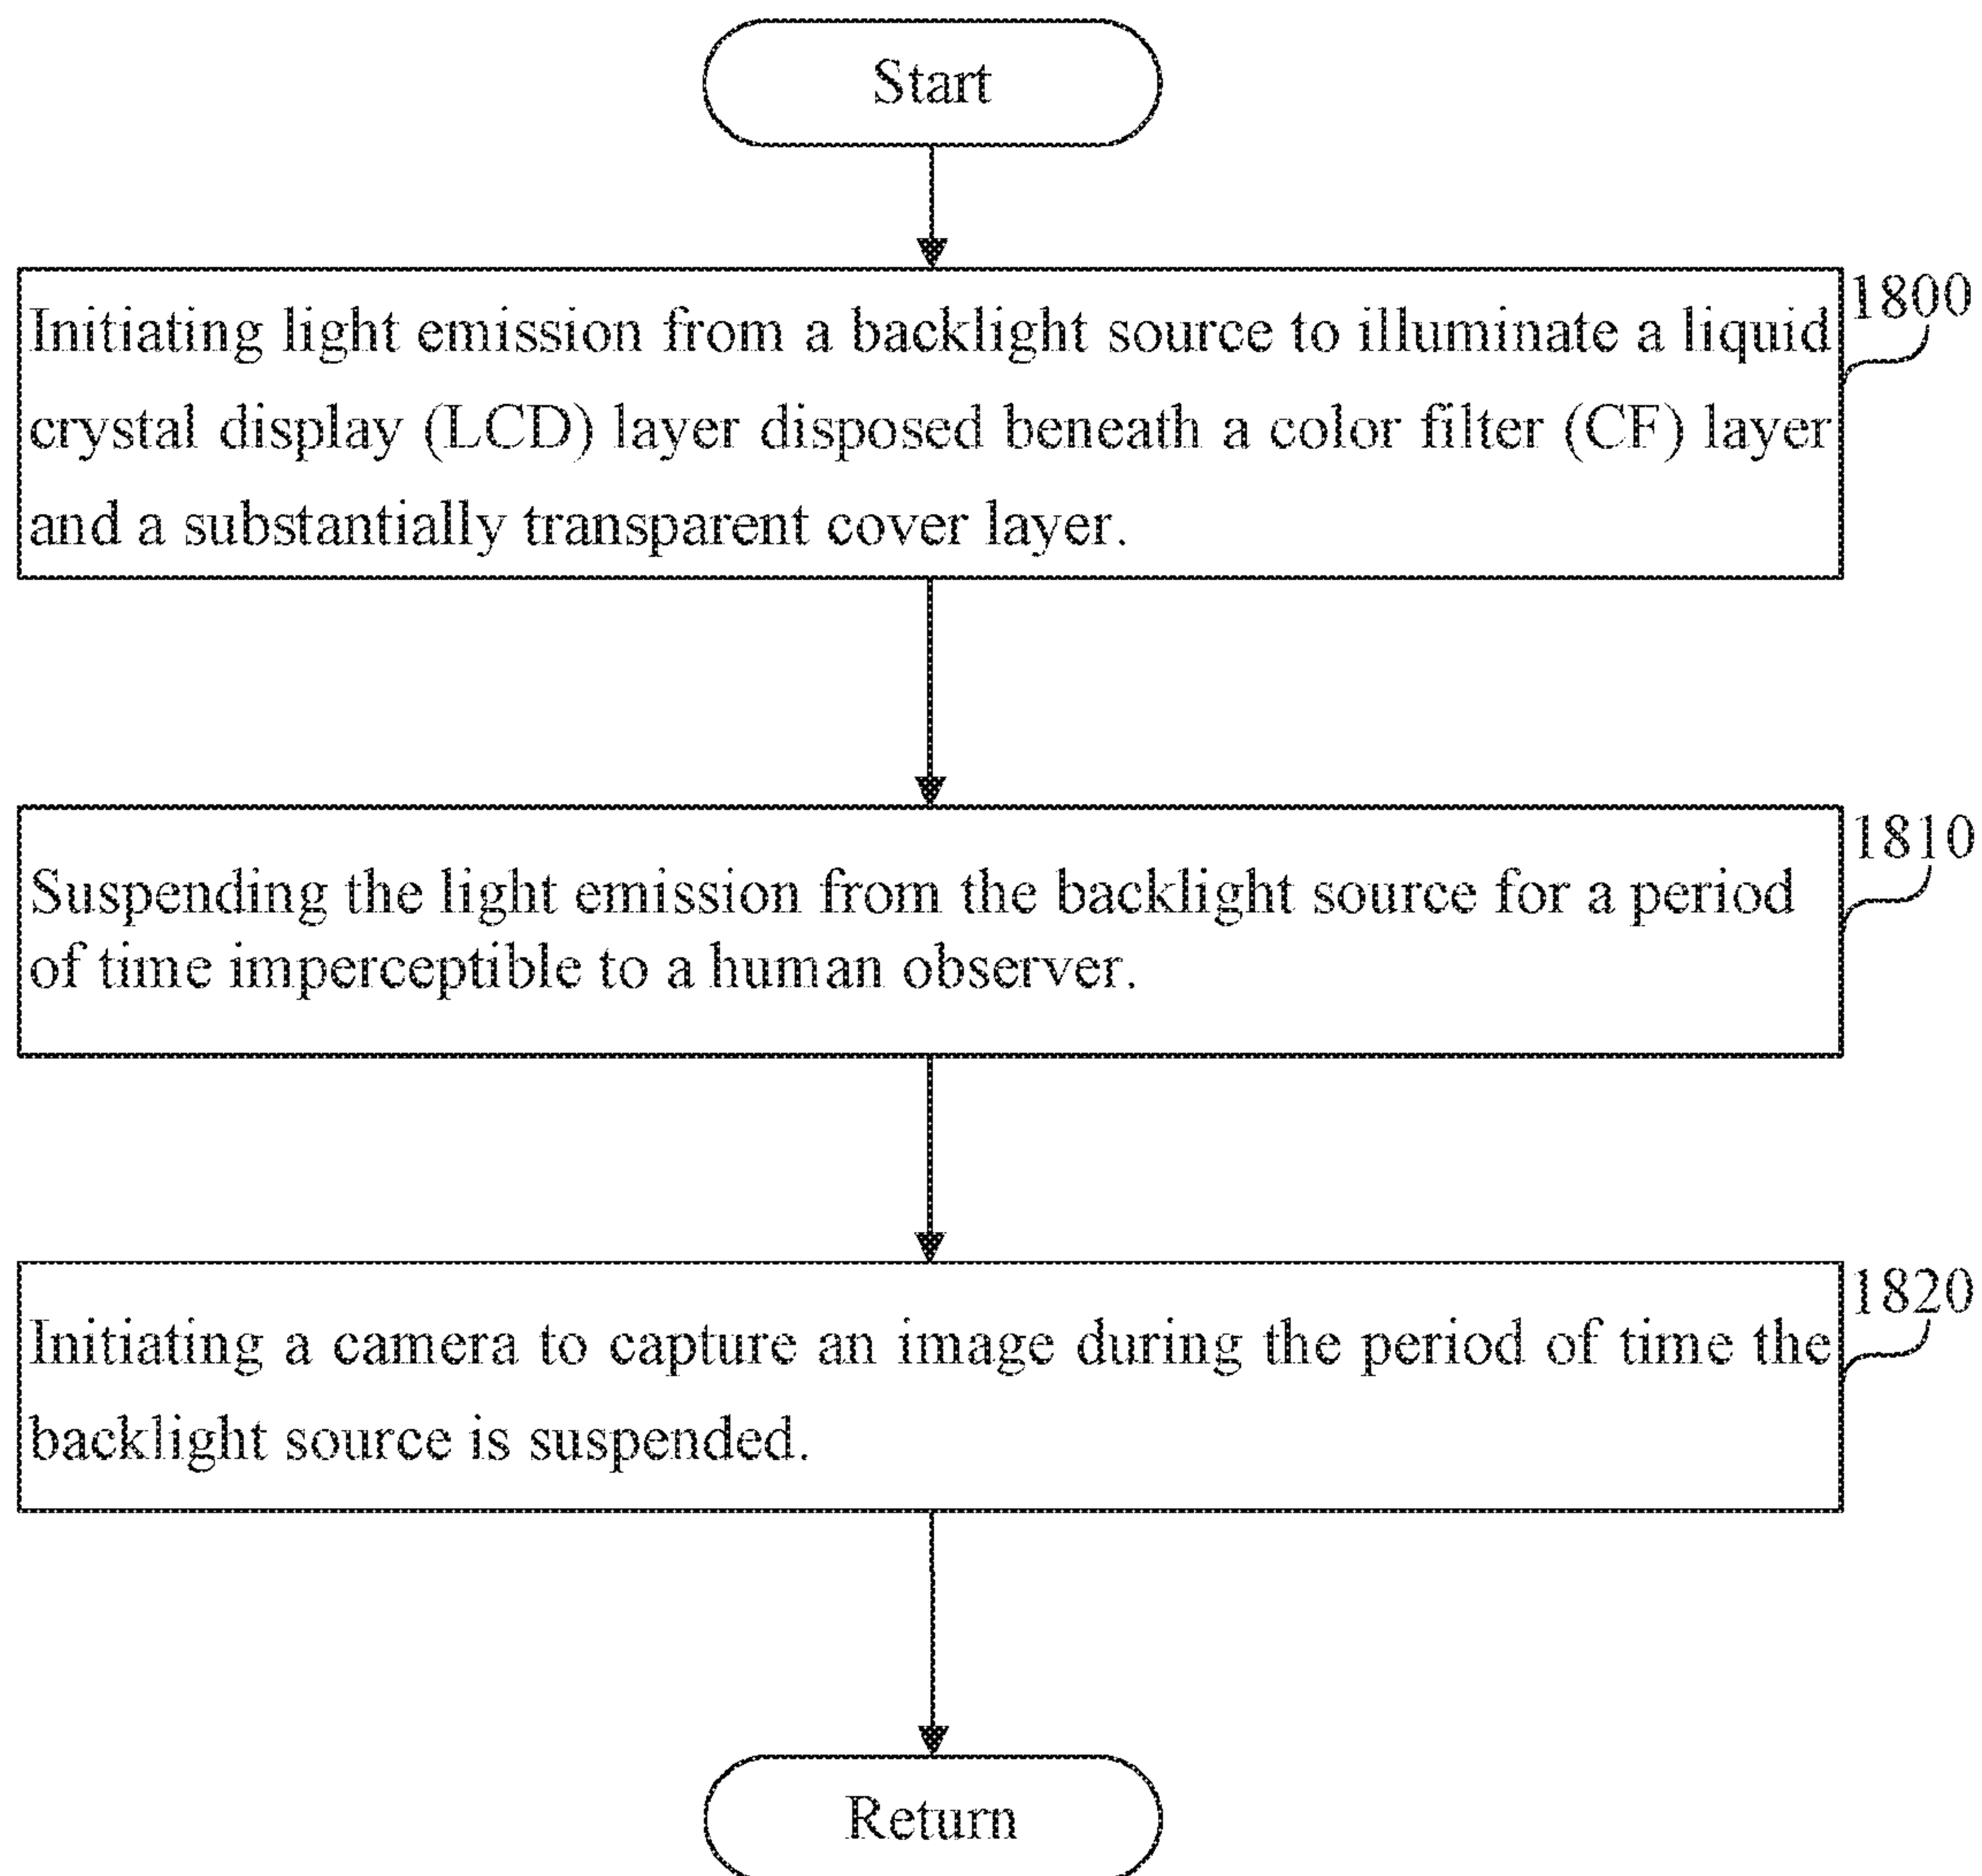 Start
1800
Initiating light emission from a backlight source to illuminate a liquid
crystal display (LCD) layer disposed beneath a color filter (CF) layer
and a substantially transparent cover layer.
1810
Suspending the light emission from the backlight source for a period
of time imperceptible to a human observer.
1820
Initiating a camera to capture an image during the period of time the
backlight source is suspended.
Return